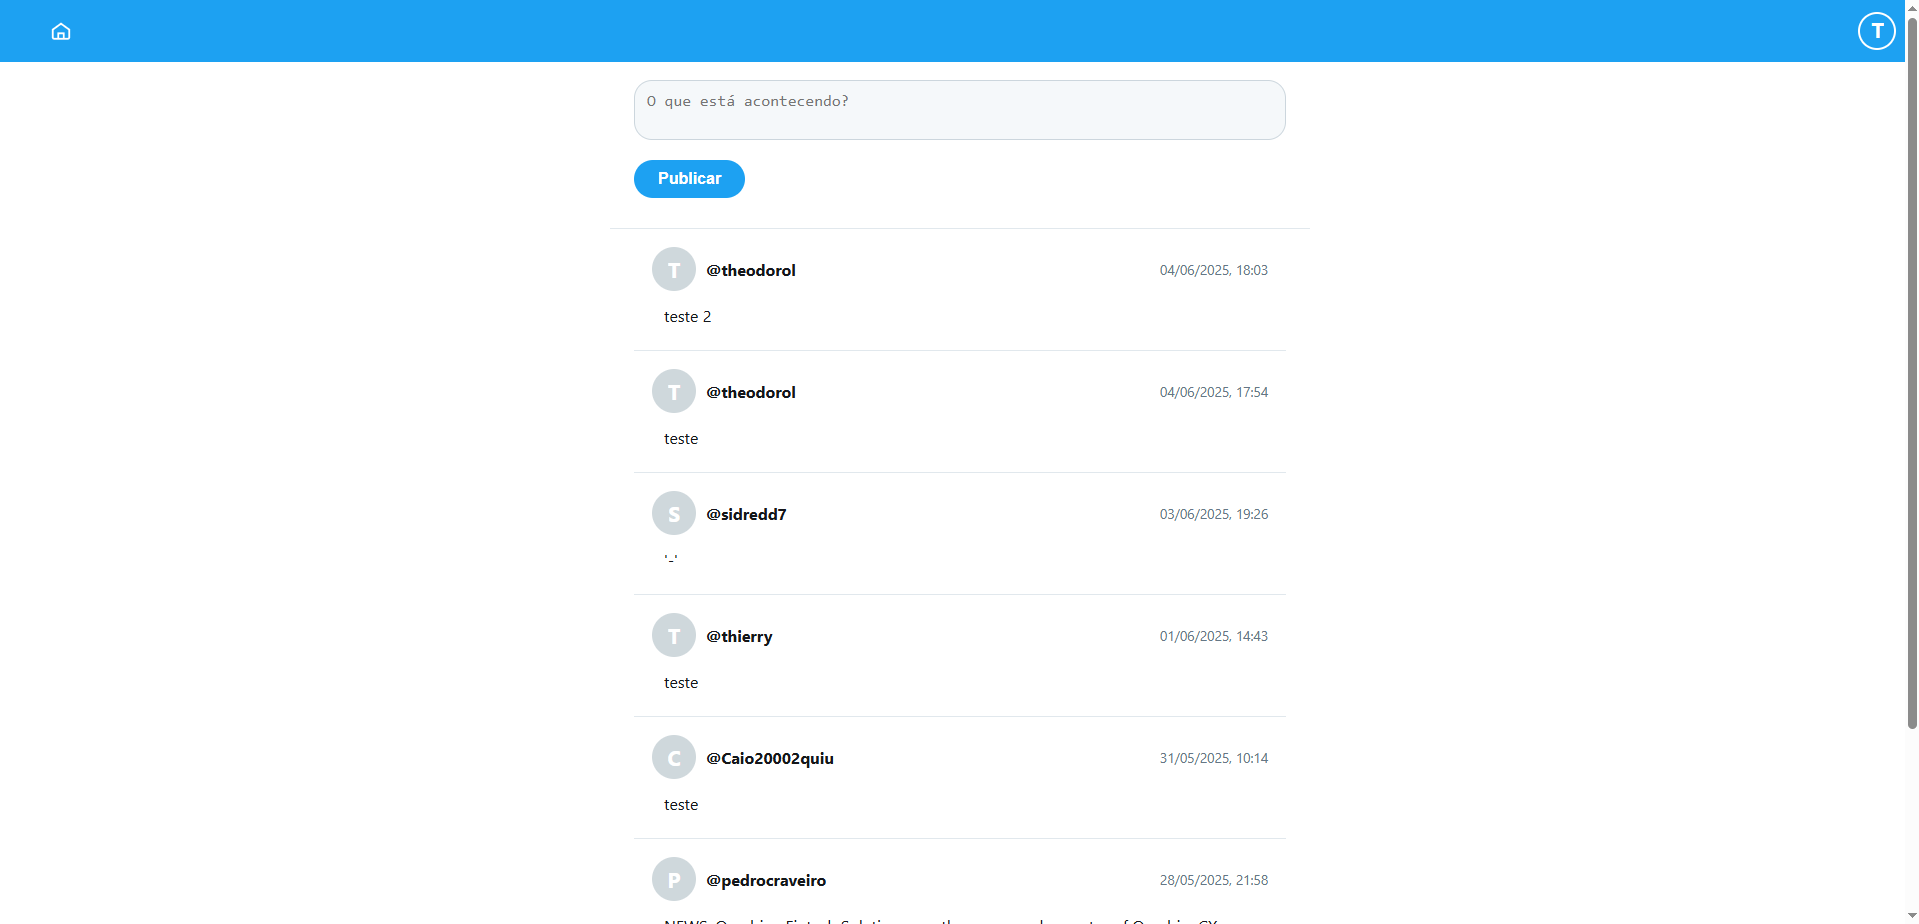 T
O que está acontecendo?
Publicar
T @theodorol 04/06/2025, 18:03
teste 2
T @theodorol 04/06/2025, 17:54
teste
S @sidredd7 03/06/2025, 19:26
'-'
T @thierry 01/06/2025, 14:43
teste
C @Caio20002quiu 31/05/2025, 10:14
teste
P @pedrocraveiro 28/05/2025, 21:58